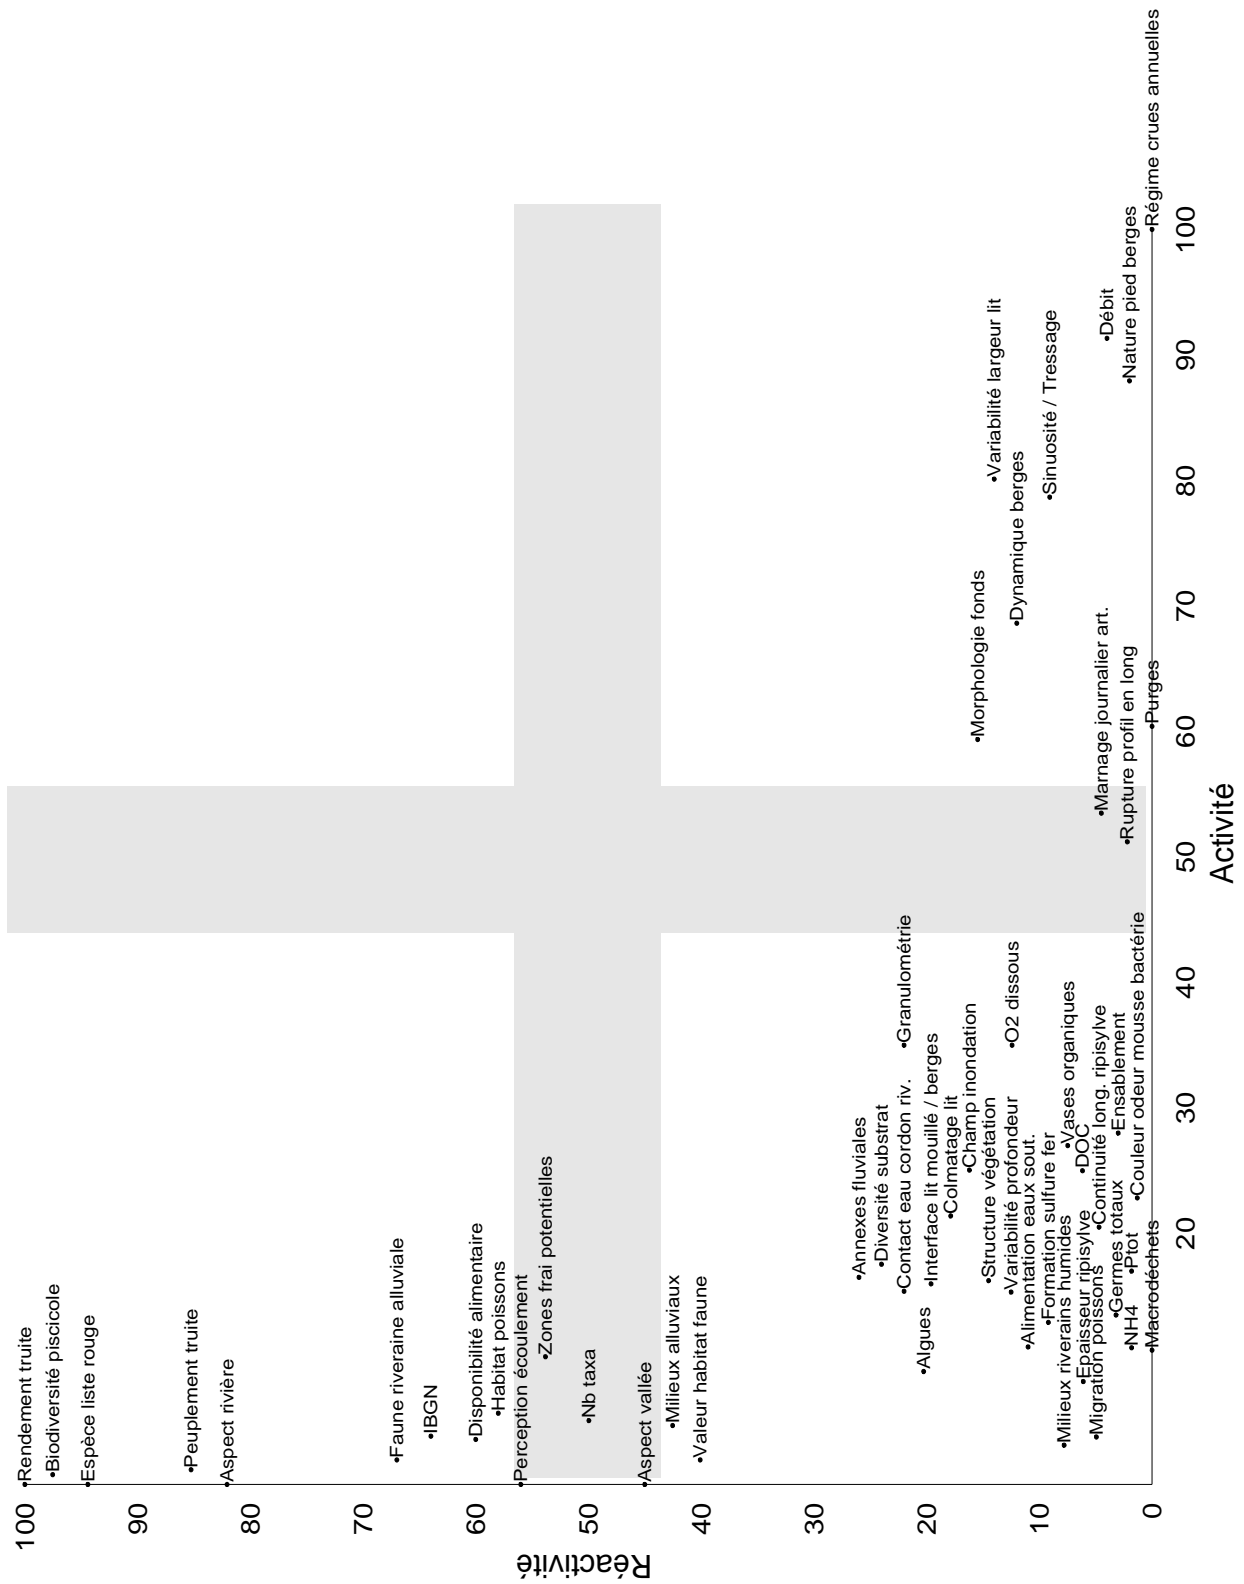 Réactivité
100
90
80
70
60
50
40
30
20
10
0
Rendement truite
Biodiversité piscicole
Espèce liste rouge
Peuplement truite
Aspect rivière
Faune riveraine alluviale
IBGN
Disponibilité alimentaire
Habitat poissons
Perception écoulement
Zones frai potentielles
Nb taxa
Aspect vallée
Milieux alluviaux
Valeur habitat faune
Annexes fluviales
Diversité substrat
Contact eau cordon riv.
Granulométrie
Algues
Interface lit mouillé / berges
Colmatage lit
Champ inondation
Morphologie fonds
Structure végétation
Variabilité largeur lit
Variabilité profondeur
O2 dissous
Dynamique berges
Alimentation eaux sout.
Formation sulfure fer
Sinuosité / Tressage
Milieux riverains humides
Vases organiques
Epaisseur ripisylve
DOC
Migration poissons
Continuité long. ripisylve
Marnage journalier art.
Débit
Germes totaux
Ensablement
Rupture profil en long
Nature pied berges
NH4
Ptot
Couleur odeur mousse bactérie
Macrodéchets
Purges
Régime crues annuelles
20
30
40
50
60
70
80
90
100
Activité